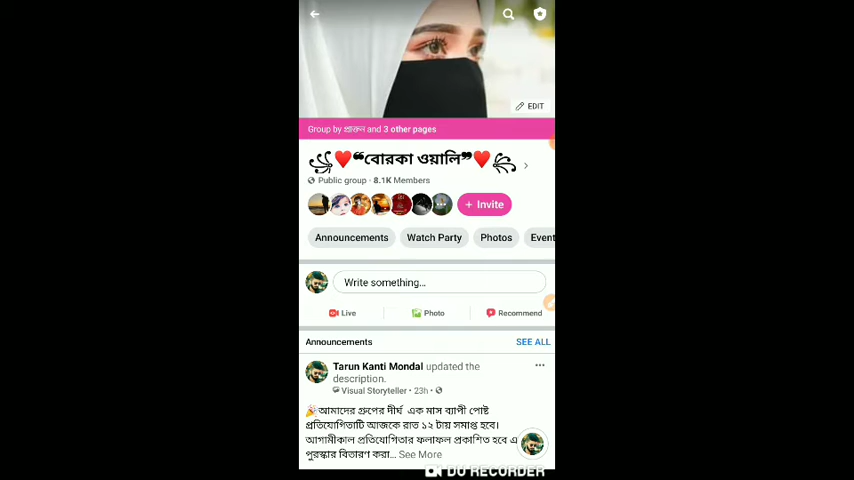 EDIT
Group by প্রাক্তন and 3 other pages
❤️❝বোরকা ওয়ালি❞❤️
Public group · 8.1K Members
+ Invite
Announcements Watch Party Photos Event
Write something...
Live Photo Recommend
Announcements SEE ALL
Tarun Kanti Mondal updated the
description.
Visual Storyteller • 23h •
🎉আমাদের গ্রুপের দীর্ঘ এক মাস ব্যাপী পোষ্ট
প্রতিযোগিতাটি আজকে রাত ১২ টায় সমাপ্ত হবে।
আগামীকাল প্রতিযোগিতার ফলাফল প্রকাশিত হবে এ
পুরস্কার বিতারণ করা... See More
DU RECORDER